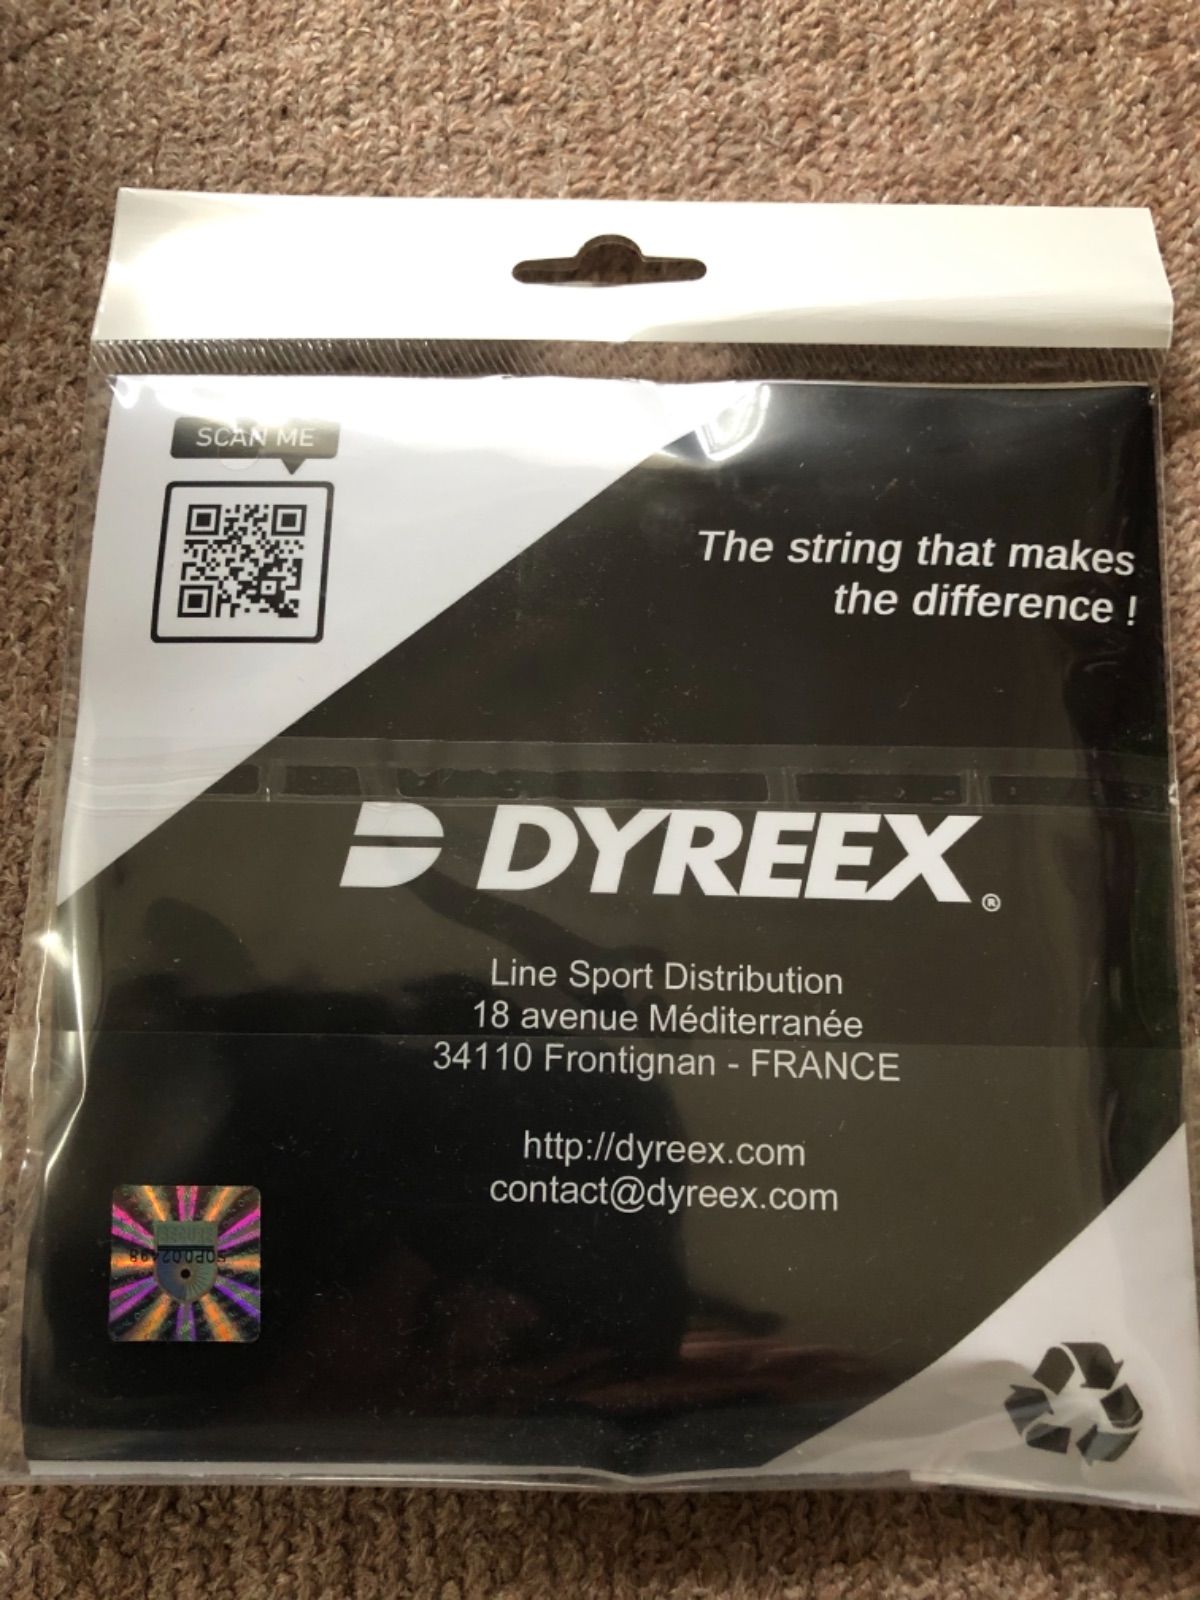 SCAN ME
The string that makes
the difference !
DYREEX®
Line Sport Distribution
18 avenue Méditerranée
34110 Frontignan - FRANCE
http://dyreex.com
contact@dyreex.com